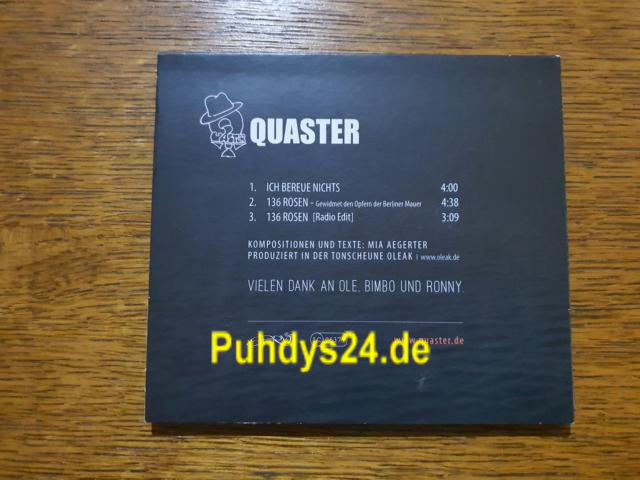 QUASTER
1. ICH BEREUE NICHTS 4:00
2. 136 ROSEN - Gewidmet den Opfern der Berliner Mauer 4:38
3. 136 ROSEN [Radio Edit] 3:09
KOMPOSITIONEN UND TEXTE: MIA AEGERTER
PRODUZIERT IN DER TONSCHEUNE OLEAK I www.oleak.de
VIELEN DANK AN OLE, BIMBO UND RONNY.
www.quaster.de
Puhdys24.de